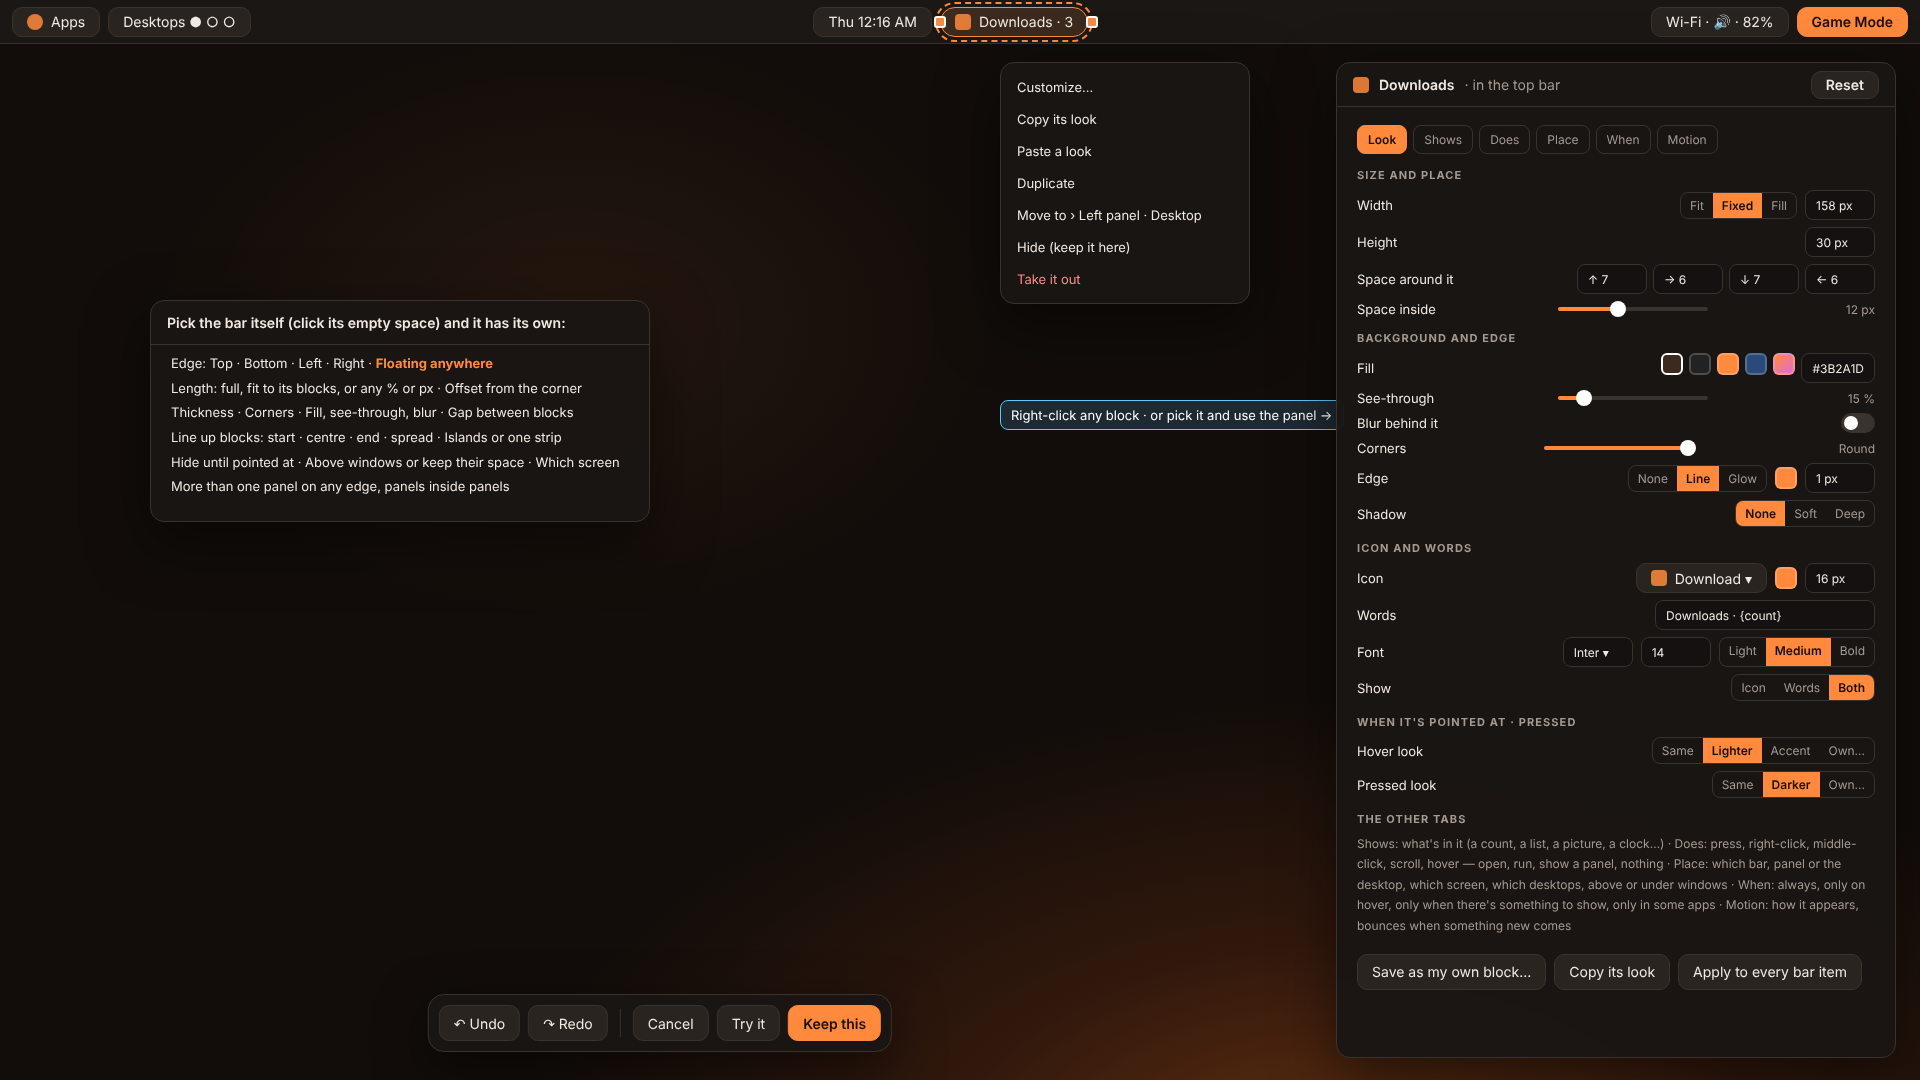 Apps
Desktops
Thu 12:16 AM
Downloads · 3
Wi-Fi · 🔊 · 82%
Game Mode
Customize...
Copy its look
Paste a look
Duplicate
Move to › Left panel · Desktop
Hide (keep it here)
Take it out
Pick the bar itself (click its empty space) and it has its own:
Edge: Top · Bottom · Left · Right · Floating anywhere
Length: full, fit to its blocks, or any % or px · Offset from the corner
Thickness · Corners · Fill, see-through, blur · Gap between blocks
Line up blocks: start · centre · end · spread · Islands or one strip
Hide until pointed at · Above windows or keep their space · Which screen
More than one panel on any edge, panels inside panels
Right-click any block · or pick it and use the panel →
Downloads · in the top bar
Reset
Look Shows Does Place When Motion
SIZE AND PLACE
Width Fit Fixed Fill 158 px
Height 30 px
Space around it ↑ 7 → 6 ↓ 7 ← 6
Space inside 12 px
BACKGROUND AND EDGE
Fill #3B2A1D
See-through 15 %
Blur behind it
Corners Round
Edge None Line Glow 1 px
Shadow None Soft Deep
ICON AND WORDS
Icon Download ▾ 16 px
Words Downloads · {count}
Font Inter ▾ 14 Light Medium Bold
Show Icon Words Both
WHEN IT'S POINTED AT · PRESSED
Hover look Same Lighter Accent Own...
Pressed look Same Darker Own...
THE OTHER TABS
Shows: what's in it (a count, a list, a picture, a clock...) · Does: press, right-click, middle-
click, scroll, hover — open, run, show a panel, nothing · Place: which bar, panel or the
desktop, which screen, which desktops, above or under windows · When: always, only on
hover, only when there's something to show, only in some apps · Motion: how it appears,
bounces when something new comes
Save as my own block... Copy its look Apply to every bar item
↶ Undo ↷ Redo Cancel Try it Keep this